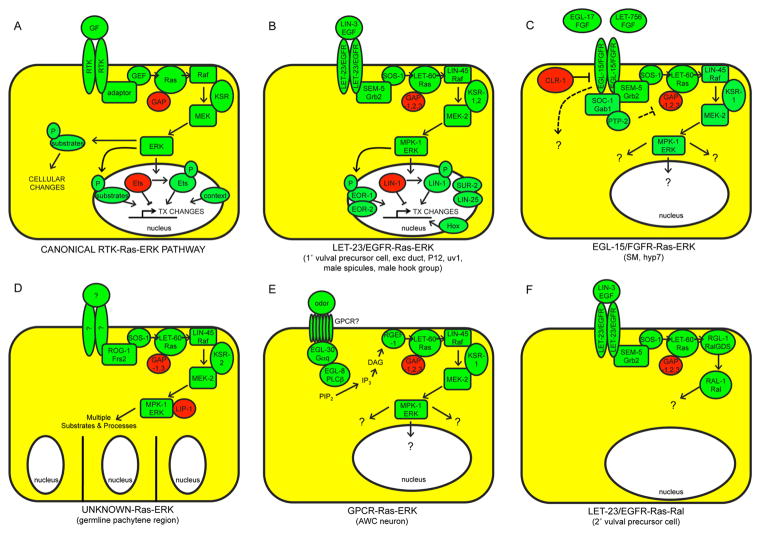 A
GF
RTK
RTK
adaptor
GEF
Ras
GAP
Raf
KSR
MEK
ERK
P
substrates
CELLULAR
CHANGES
P
substrates
Ets
P
Ets
context
TX CHANGES
nucleus
CANONICAL RTK-Ras-ERK PATHWAY
B
LIN-3
EGF
LET-23/EGFR
LET-23/EGFR
SEM-5
Grb2
SOS-1
LET-60
Ras
GAP
-1,2,3
LIN-45
Raf
KSR-
1,2
MEK-2
MPK-1
ERK
P
EOR-1
EOR-2
LIN-1
P
LIN-1
SUR-2
LIN-25
TX CHANGES
Hox
nucleus
LET-23/EGFR-Ras-ERK
(1˚ vulval precursor cell, exc duct, P12, uv1,
male spicules, male hook group)
C
EGL-17
FGF
LET-756
FGF
CLR-1
EGL-15/FGFR
EGL-15/FGFR
SOC-1
Gab1
SEM-5
Grb2
PTP-2
SOS-1
LET-60
Ras
GAP
-1,2,3
LIN-45
Raf
KSR-
1
MEK-2
MPK-1
ERK
?
?
?
?
nucleus
EGL-15/FGFR-Ras-ERK
(SM, hyp7)
D
?
?
?
ROG-1
Frs2
SOS-1
LET-60
Ras
GAP
-1,3
LIN-45
Raf
KSR-
2
MEK-2
MPK-1
ERK
LIP-1
Multiple
Substrates & Processes
nucleus
nucleus
nucleus
UNKNOWN-Ras-ERK
(germline pachytene region)
E
odor
GPCR?
EGL-30
Gαq
EGL-8
PLCβ
PIP2
IP3
DAG
RGEF
-1
LET-60
Ras
GAP
-1,2,3
LIN-45
Raf
KSR-
1
MEK-2
MPK-1
ERK
?
?
?
nucleus
GPCR-Ras-ERK
(AWC neuron)
F
LIN-3
EGF
LET-23/EGFR
LET-23/EGFR
SEM-5
Grb2
SOS-1
LET-60
Ras
GAP
-1,2,3
RGL-1
RalGDS
RAL-1
Ral
?
nucleus
LET-23/EGFR-Ras-Ral
(2˚ vulval precursor cell)